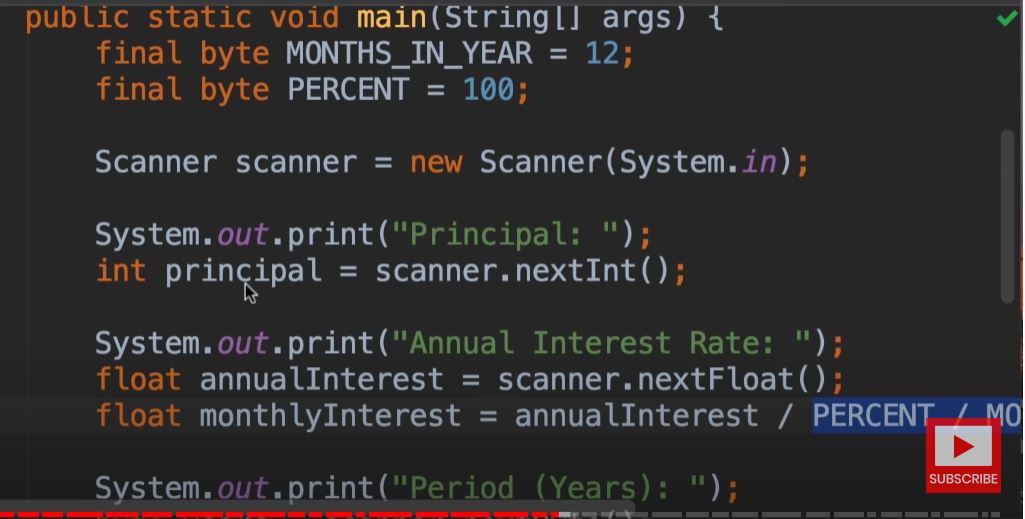 public static void main(String[] args) {
final byte MONTHS_IN_YEAR = 12;
final byte PERCENT = 100;
Scanner scanner = new Scanner(System.in);
System.out.print("Principal: ");
int principal = scanner.nextInt();
System.out.print("Annual Interest Rate: ");
float annualInterest = scanner.nextFloat();
float monthlyInterest = annualInterest / PERCENT / MO
SUBSCRIBE
System.out.print("Period (Years): ");